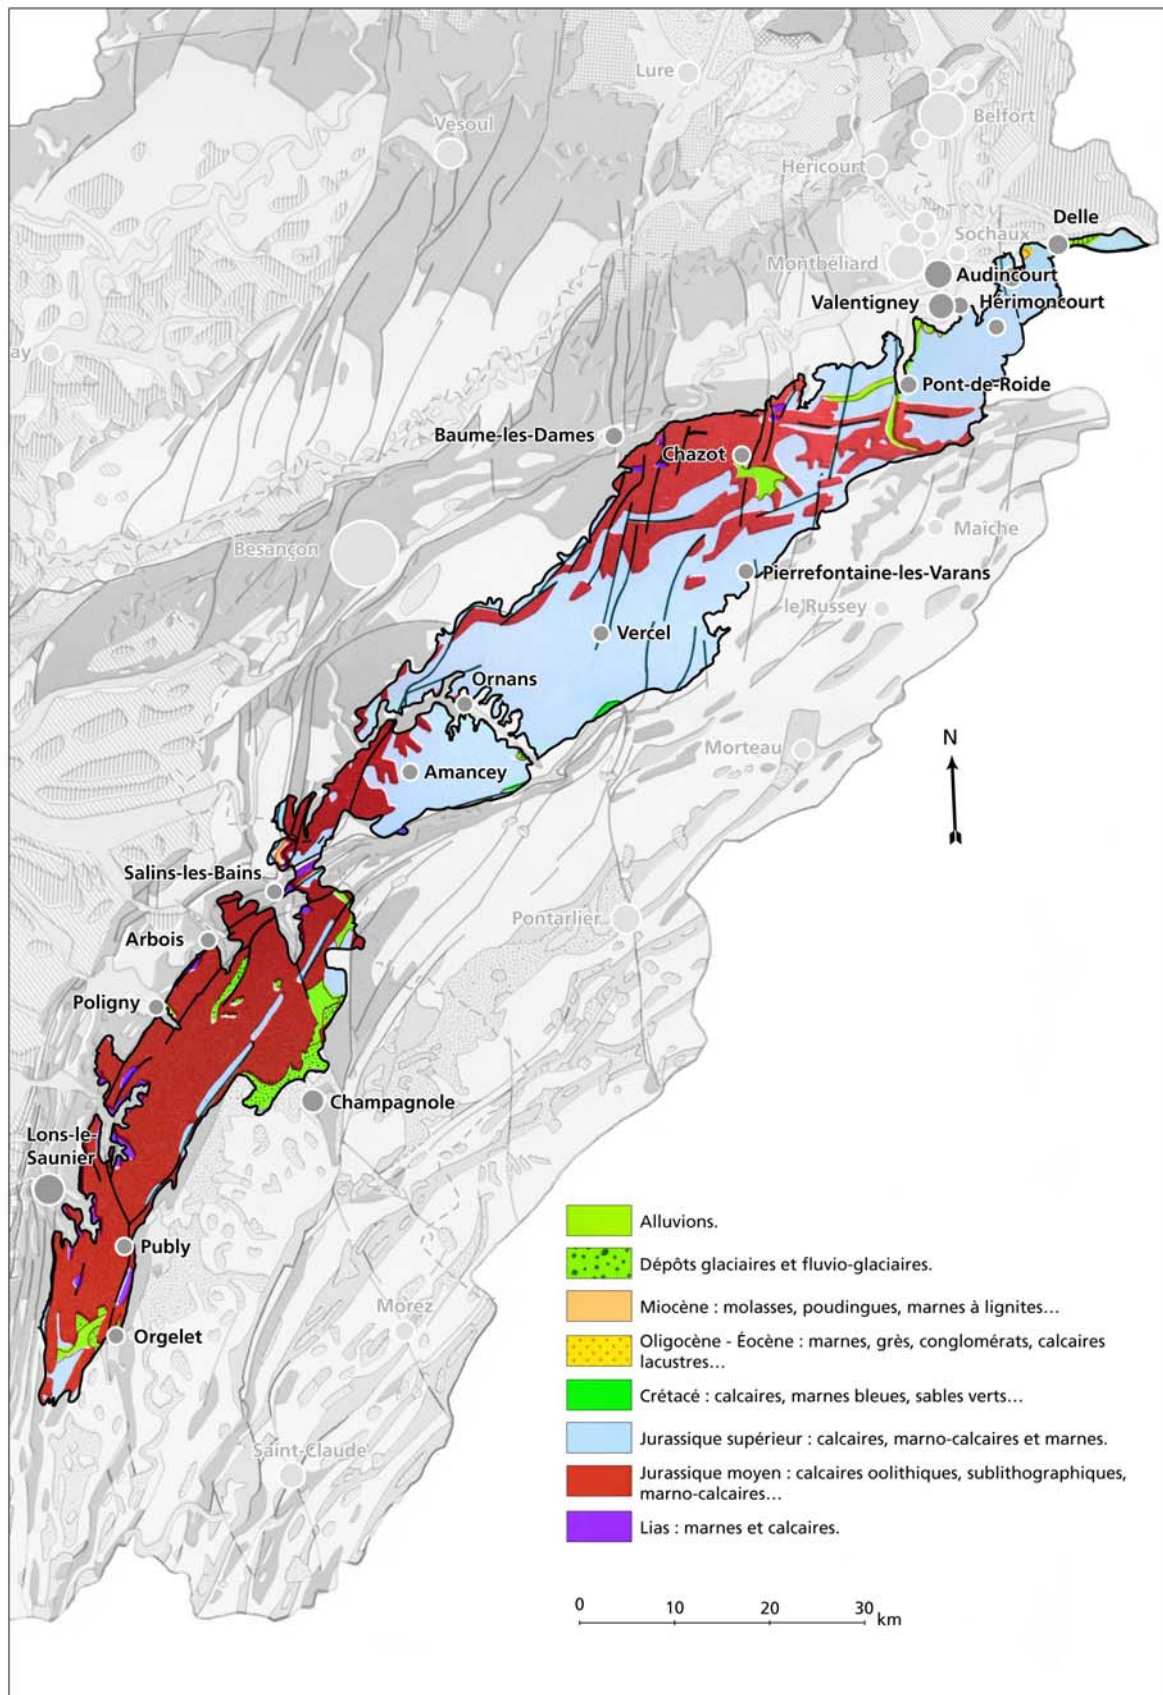 Lure
Vesoul
Belfort
Héricourt
Delle
Sochaux
Montbéliard
Audincourt
Valentigney
Hérimoncourt
ay
Pont-de-Roide
Baume-les-Dames
Chazot
Maîche
Besançon
Pierrefontaine-les-Varans
le Russey
Vercel
Ornans
Morteau
N
Amancey
Salins-les-Bains
Pontarlier
Arbois
Poligny
Champagnole
Lons-le-
Saunier
Publy
Morez
Orgelet
Saint-Claude
Alluvions.
Dépôts glaciaires et fluvio-glaciaires.
Miocène : molasses, poudingues, marnes à lignites…
Oligocène - Éocène : marnes, grès, conglomérats, calcaires
lacustres…
Crétacé : calcaires, marnes bleues, sables verts…
Jurassique supérieur : calcaires, marno-calcaires et marnes.
Jurassique moyen : calcaires oolithiques, sublithographiques,
marno-calcaires…
Lias : marnes et calcaires.
0 10 20 30
km